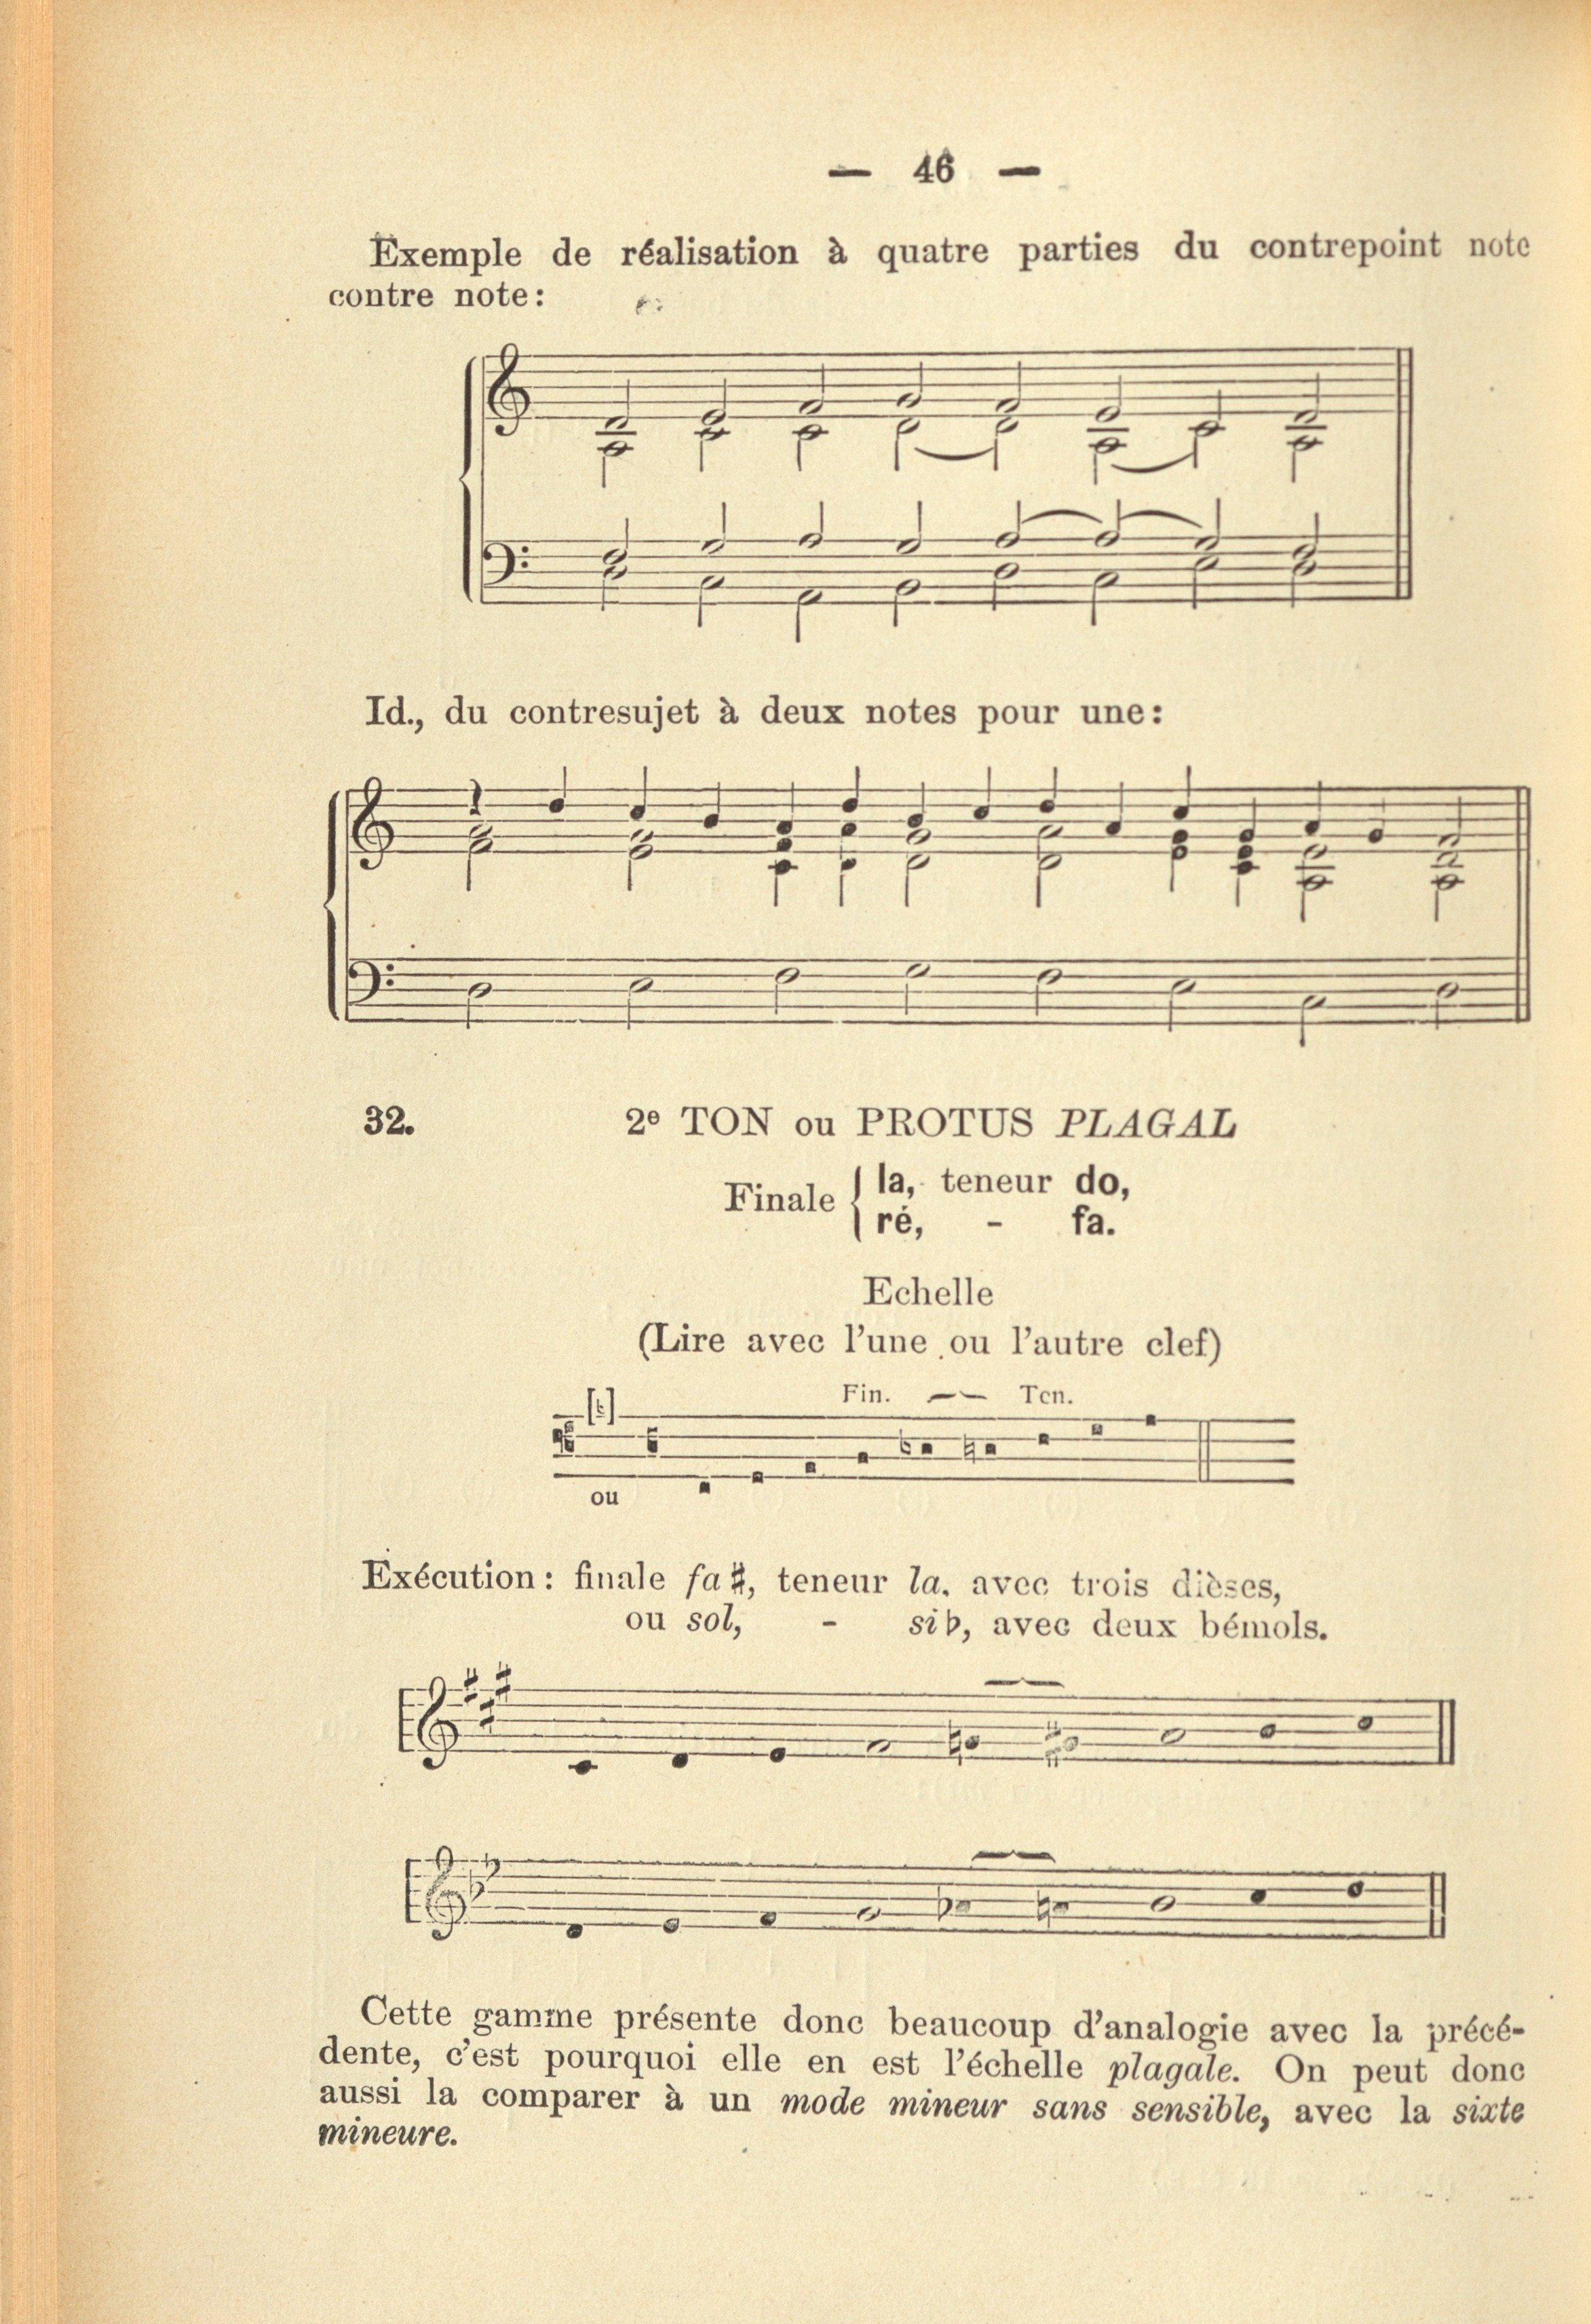 — 46 —
Exemple de réalisation à quatre parties du contrepoint note
contre note:
Id., du contresujet à deux notes pour une:
32. 2e TON ou PROTUS PLAGAL
Finale { la, teneur do,
ré, - fa.
Echelle
(Lire avec l'une ou l'autre clef)
Fin. Ten.
[♭]
ou
Exécution: finale fa♯, teneur la. avec trois dièses,
ou sol, - si♭, avec deux bémols.
Cette gamme présente donc beaucoup d'analogie avec la précé-
dente, c'est pourquoi elle en est l'échelle plagale. On peut donc
aussi la comparer à un mode mineur sans sensible, avec la sixte
mineure.